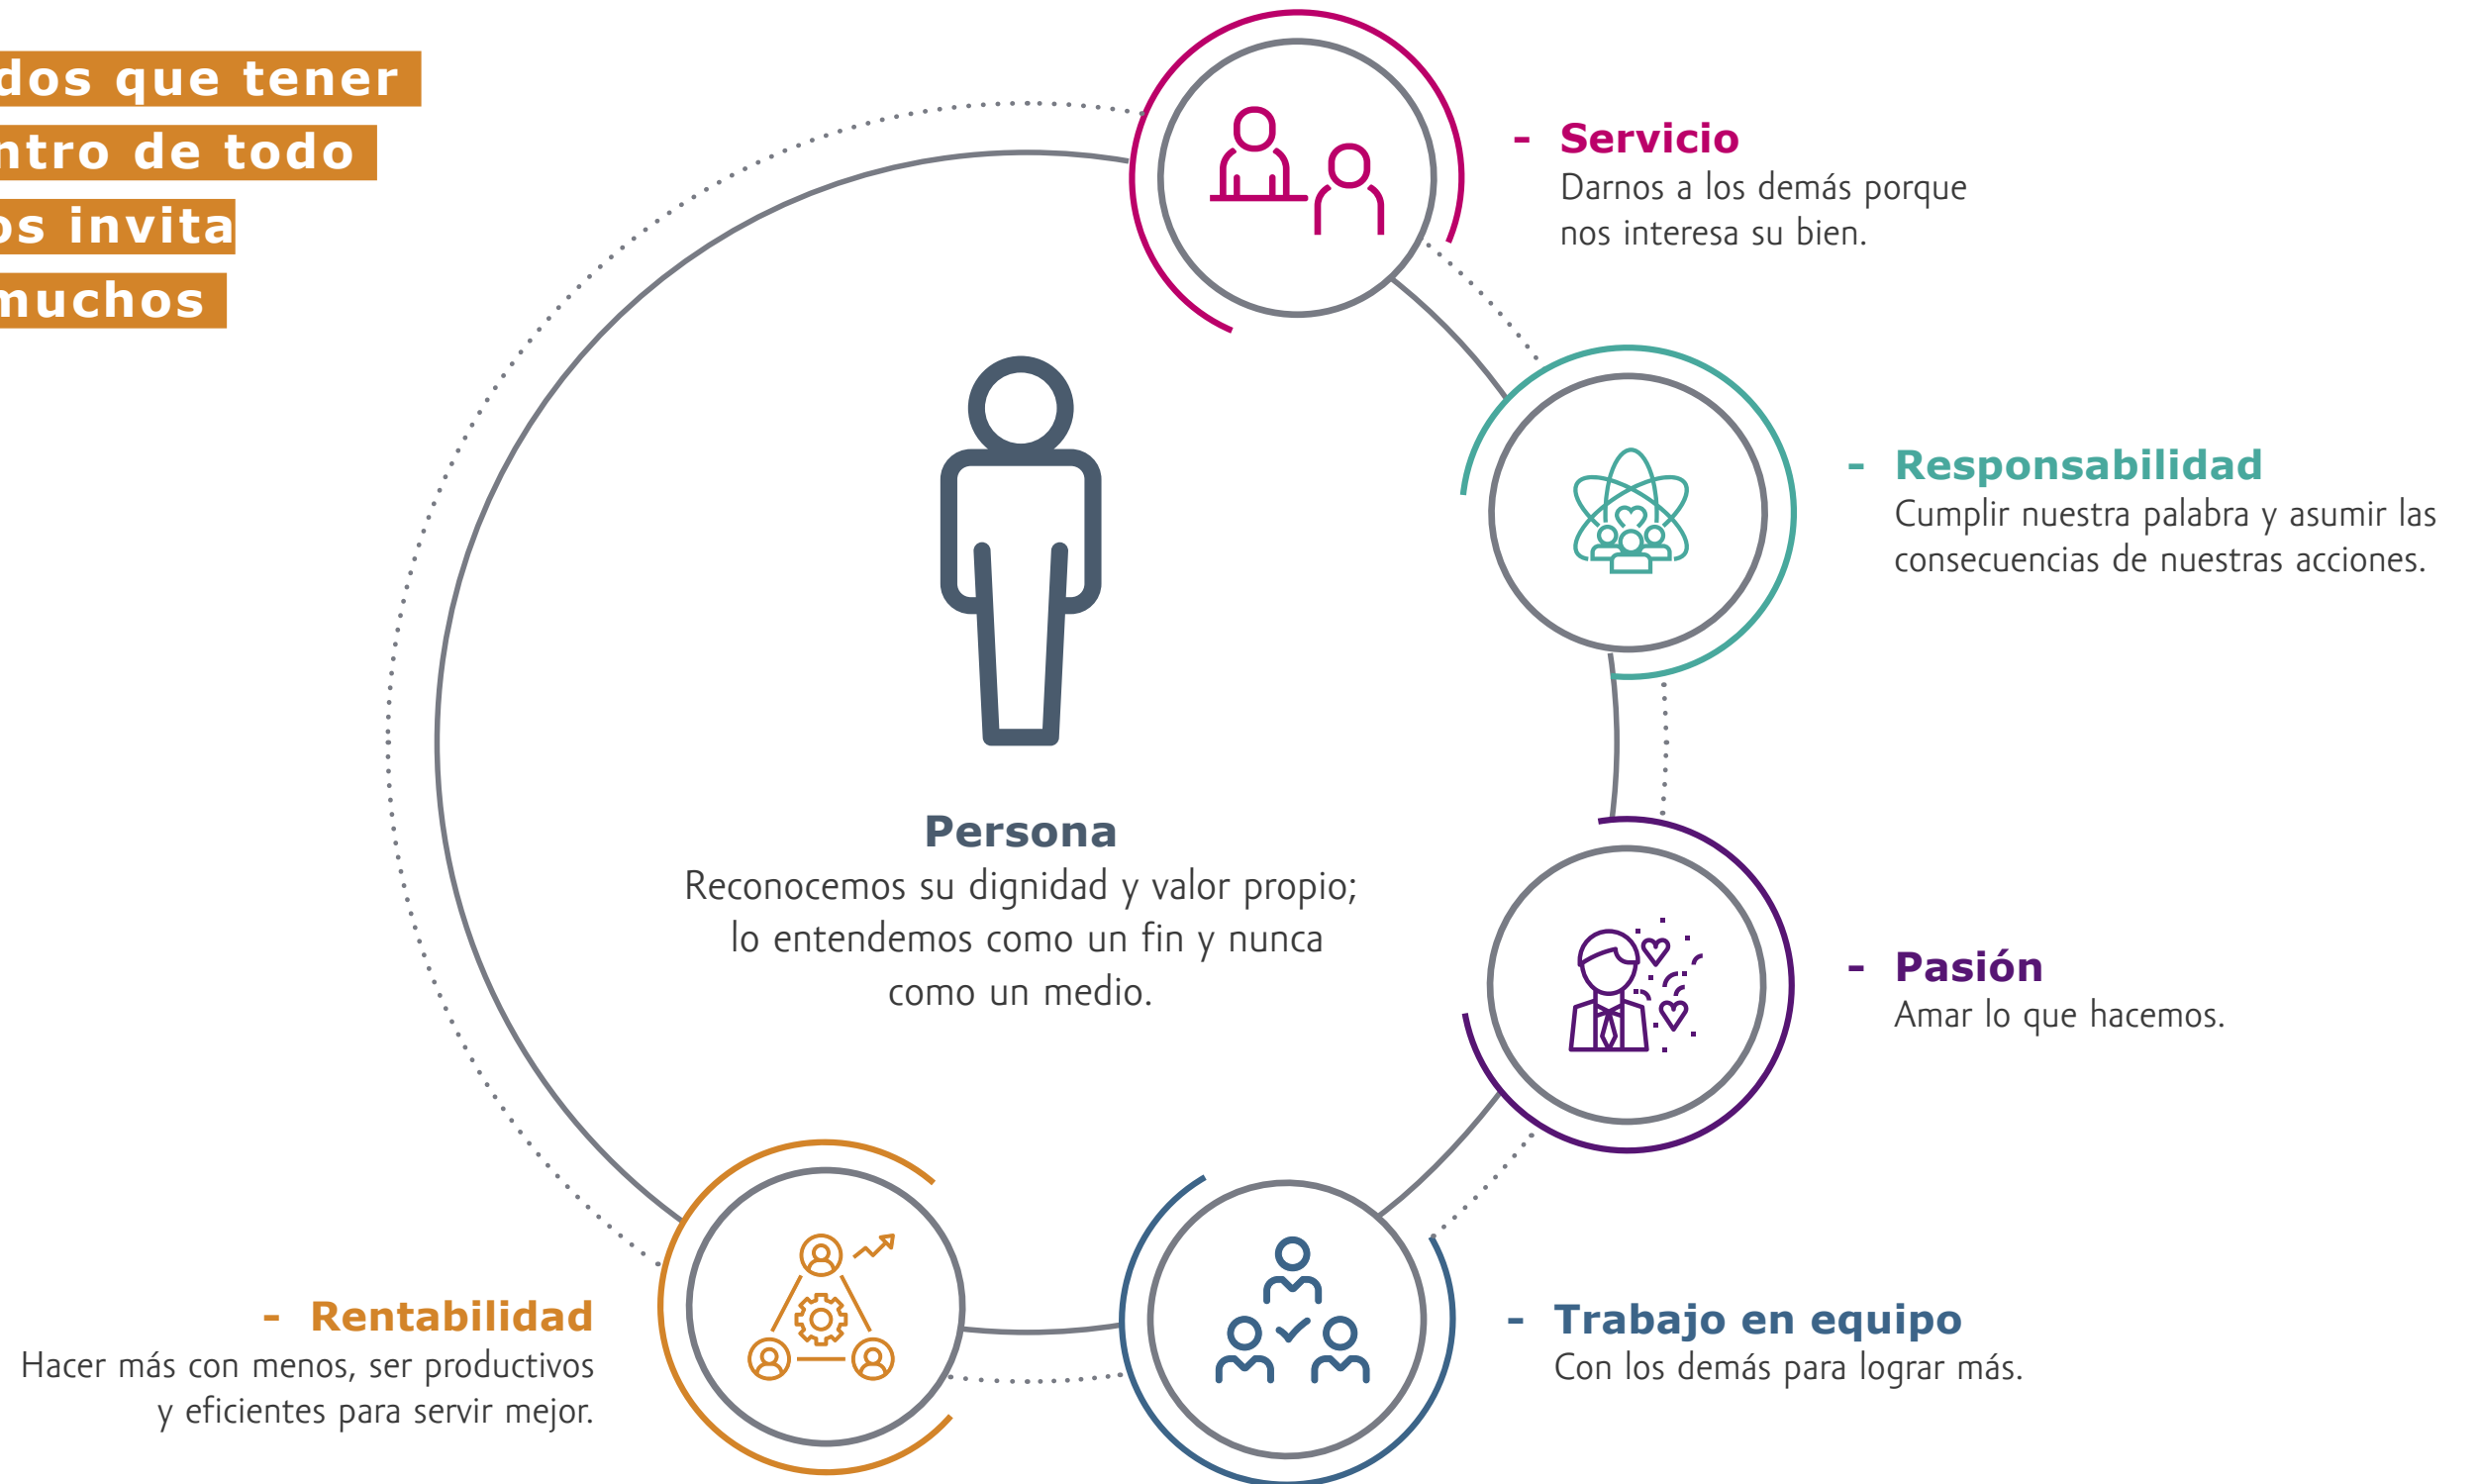 dos que tener
ntro de todo
os invita
muchos
- Servicio
Darnos a los demás porque
nos interesa su bien.
- Responsabilidad
Cumplir nuestra palabra y asumir las
consecuencias de nuestras acciones.
Persona
Reconocemos su dignidad y valor propio;
lo entendemos como un fin y nunca
como un medio.
- Pasión
Amar lo que hacemos.
- Rentabilidad
Hacer más con menos, ser productivos
y eficientes para servir mejor.
- Trabajo en equipo
Con los demás para lograr más.